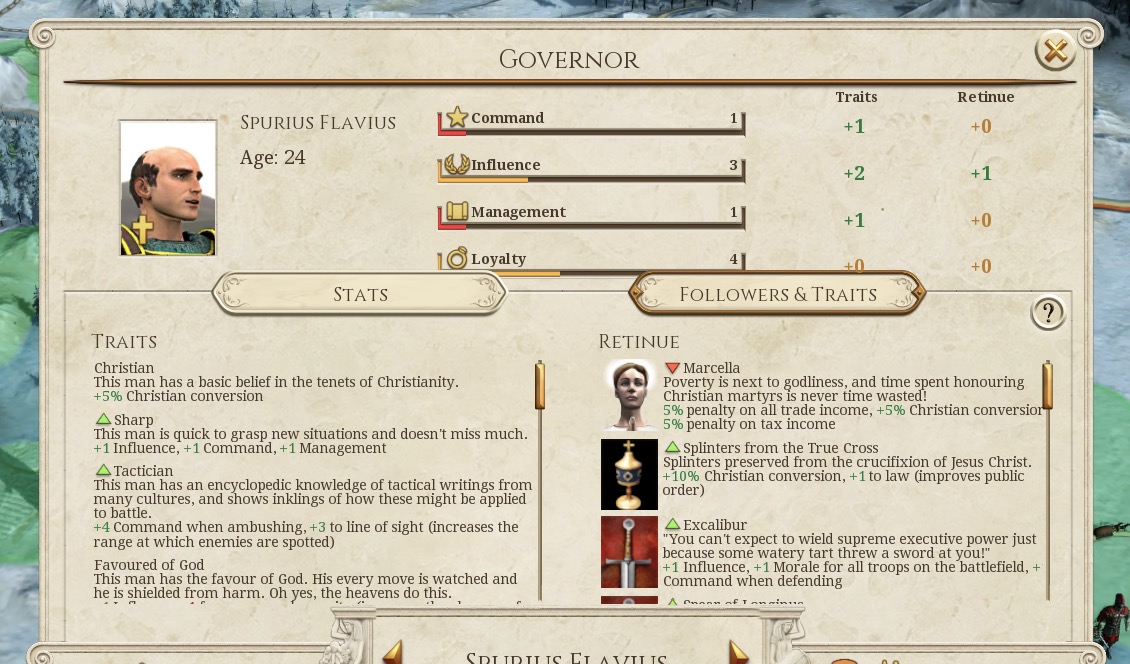 GOVERNOR
Traits
Retinue
SPURIUS FLAVIUS
Age: 24
Command 1 +1 +0
Influence 3 +2 +1
Management 1 +1 +0
Loyalty 4 +0 +0
STATS
FOLLOWERS & TRAITS
?
TRAITS
Christian
This man has a basic belief in the tenets of Christianity.
+5% Christian conversion
Sharp
This man is quick to grasp new situations and doesn't miss much.
+1 Influence, +1 Command, +1 Management
Tactician
This man has an encyclopedic knowledge of tactical writings from
many cultures, and shows inklings of how these might be applied
to battle.
+4 Command when ambushing, +3 to line of sight (increases the
range at which enemies are spotted)
Favoured of God
This man has the favour of God. His every move is watched and
he is shielded from harm. Oh yes, the heavens do this.
RETINUE
Marcella
Poverty is next to godliness, and time spent honouring
Christian martyrs is never time wasted!
5% penalty on all trade income, +5% Christian conversion
5% penalty on tax income
Splinters from the True Cross
Splinters preserved from the crucifixion of Jesus Christ.
+10% Christian conversion, +1 to law (improves public
order)
Excalibur
"You can't expect to wield supreme executive power just
because some watery tart threw a sword at you!"
+1 Influence, +1 Morale for all troops on the battlefield, +
Command when defending
Spear of Longinus
SPURIUS FLAVIUS